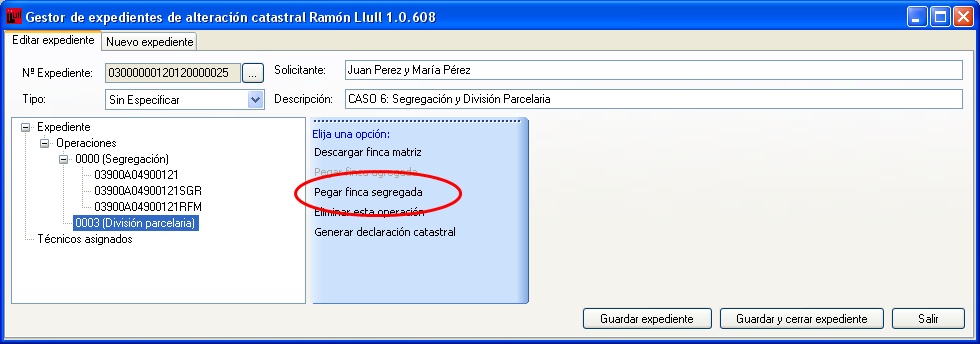 Llull Gestor de expedientes de alteración catastral Ramón Llull 1.0.608
Editar expediente Nuevo expediente
Nº Expediente: 03000000120120000025 ... Solicitante: Juan Perez y María Pérez
Tipo: Sin Especificar Descripción: CASO 6: Segregación y División Parcelaria
Expediente
Operaciones
0000 (Segregación)
03900A04900121
03900A04900121SGR
03900A04900121RFM
0003 (División parcelaria)
Técnicos asignados
Elija una opción:
Descargar finca matriz
Pegar finca agregada
Pegar finca segregada
Eliminar esta operación
Generar declaración catastral
Guardar expediente Guardar y cerrar expediente Salir